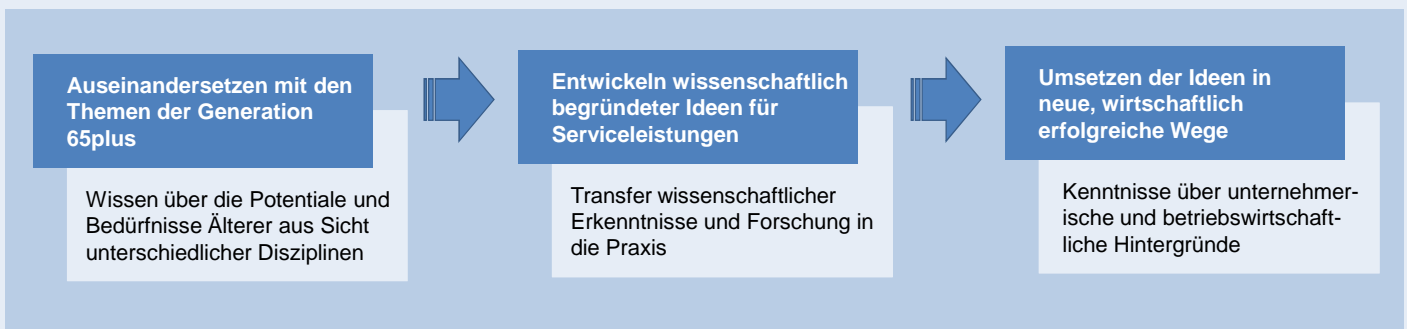 Auseinandersetzen mit den
Themen der Generation
65plus
Wissen über die Potentiale und
Bedürfnisse Älterer aus Sicht
unterschiedlicher Disziplinen
Entwickeln wissenschaftlich
begründeter Ideen für
Serviceleistungen
Transfer wissenschaftlicher
Erkenntnisse und Forschung in
die Praxis
Umsetzen der Ideen in
neue, wirtschaftlich
erfolgreiche Wege
Kenntnisse über unternehmer-
ische und betriebswirtschaft-
liche Hintergründe